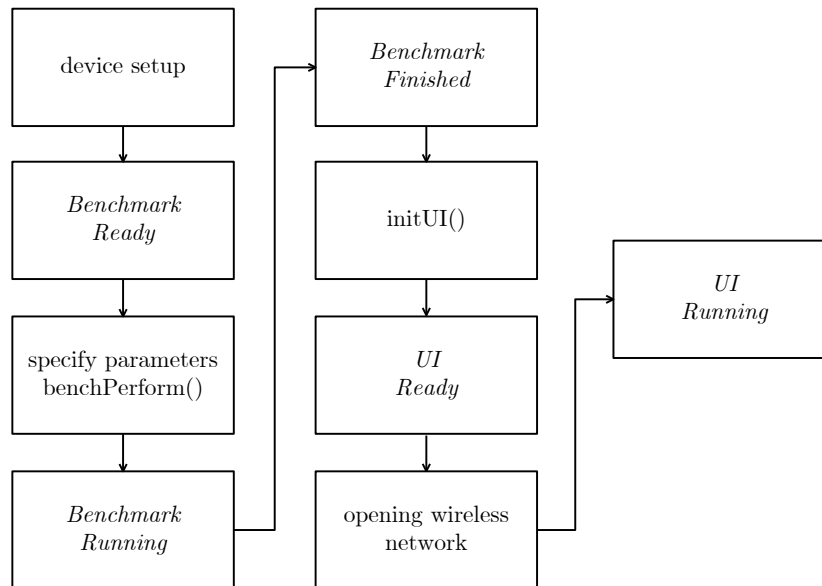 device setup
Benchmark
Ready
specify parameters
benchPerform()
Benchmark
Running
Benchmark
Finished
initUI()
UI
Ready
opening wireless
network
UI
Running